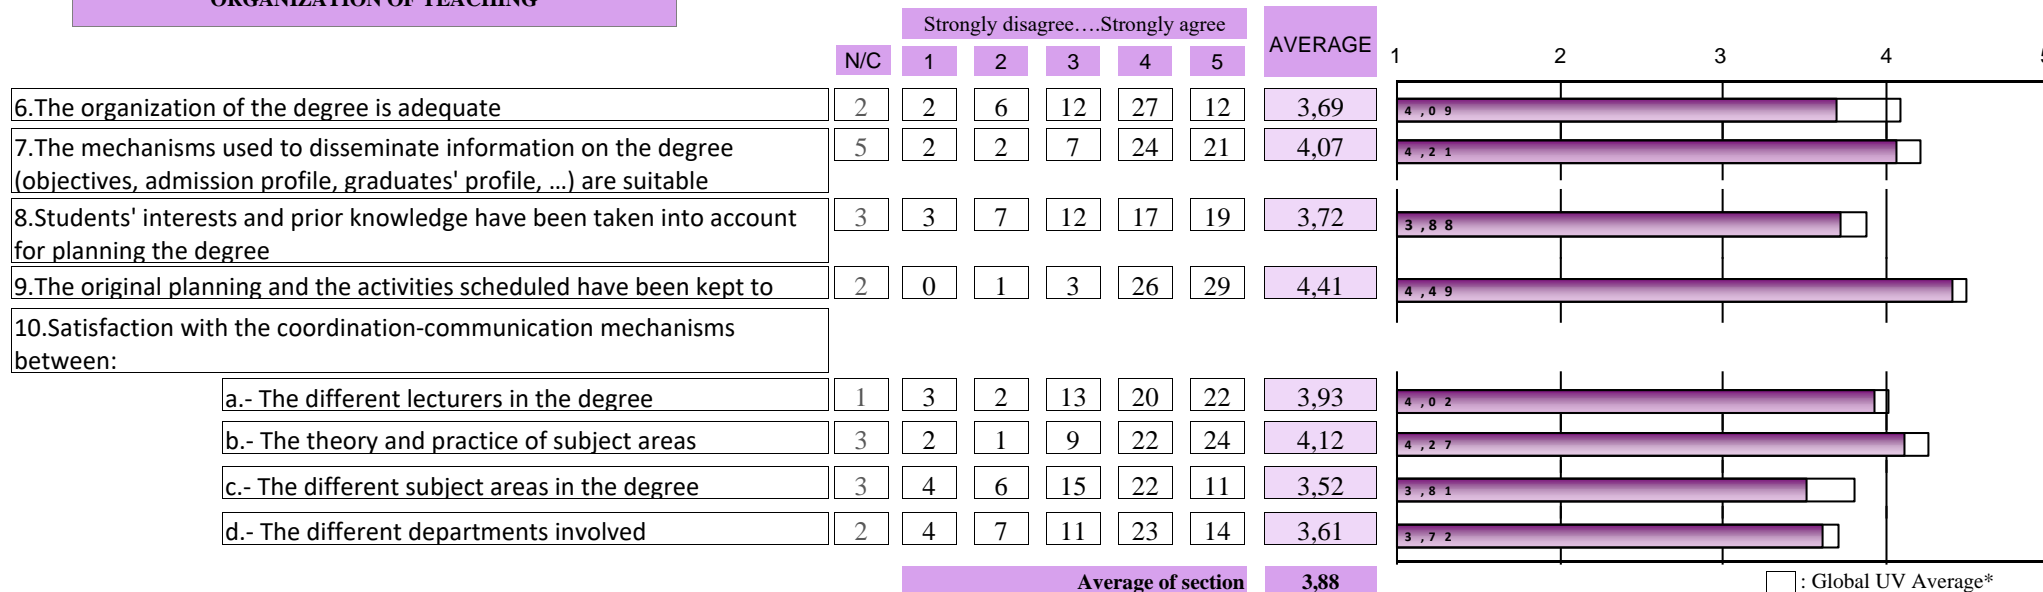 ORGANIZATION OF TEACHING
Strongly disagree....Strongly agree
AVERAGE
N/C 1 2 3 4 5
1 2 3 4 5
6.The organization of the degree is adequate 2 2 6 12 27 12 3,69 4,09
7.The mechanisms used to disseminate information on the degree 5 2 2 7 24 21 4,07 4,21
(objectives, admission profile, graduates' profile, ...) are suitable
8.Students' interests and prior knowledge have been taken into account 3 3 7 12 17 19 3,72 3,88
for planning the degree
9.The original planning and the activities scheduled have been kept to 2 0 1 3 26 29 4,41 4,49
10.Satisfaction with the coordination-communication mechanisms
between:
a.- The different lecturers in the degree 1 3 2 13 20 22 3,93 4,02
b.- The theory and practice of subject areas 3 2 1 9 22 24 4,12 4,27
c.- The different subject areas in the degree 3 4 6 15 22 11 3,52 3,81
d.- The different departments involved 2 4 7 11 23 14 3,61 3,72
Average of section 3,88
: Global UV Average*